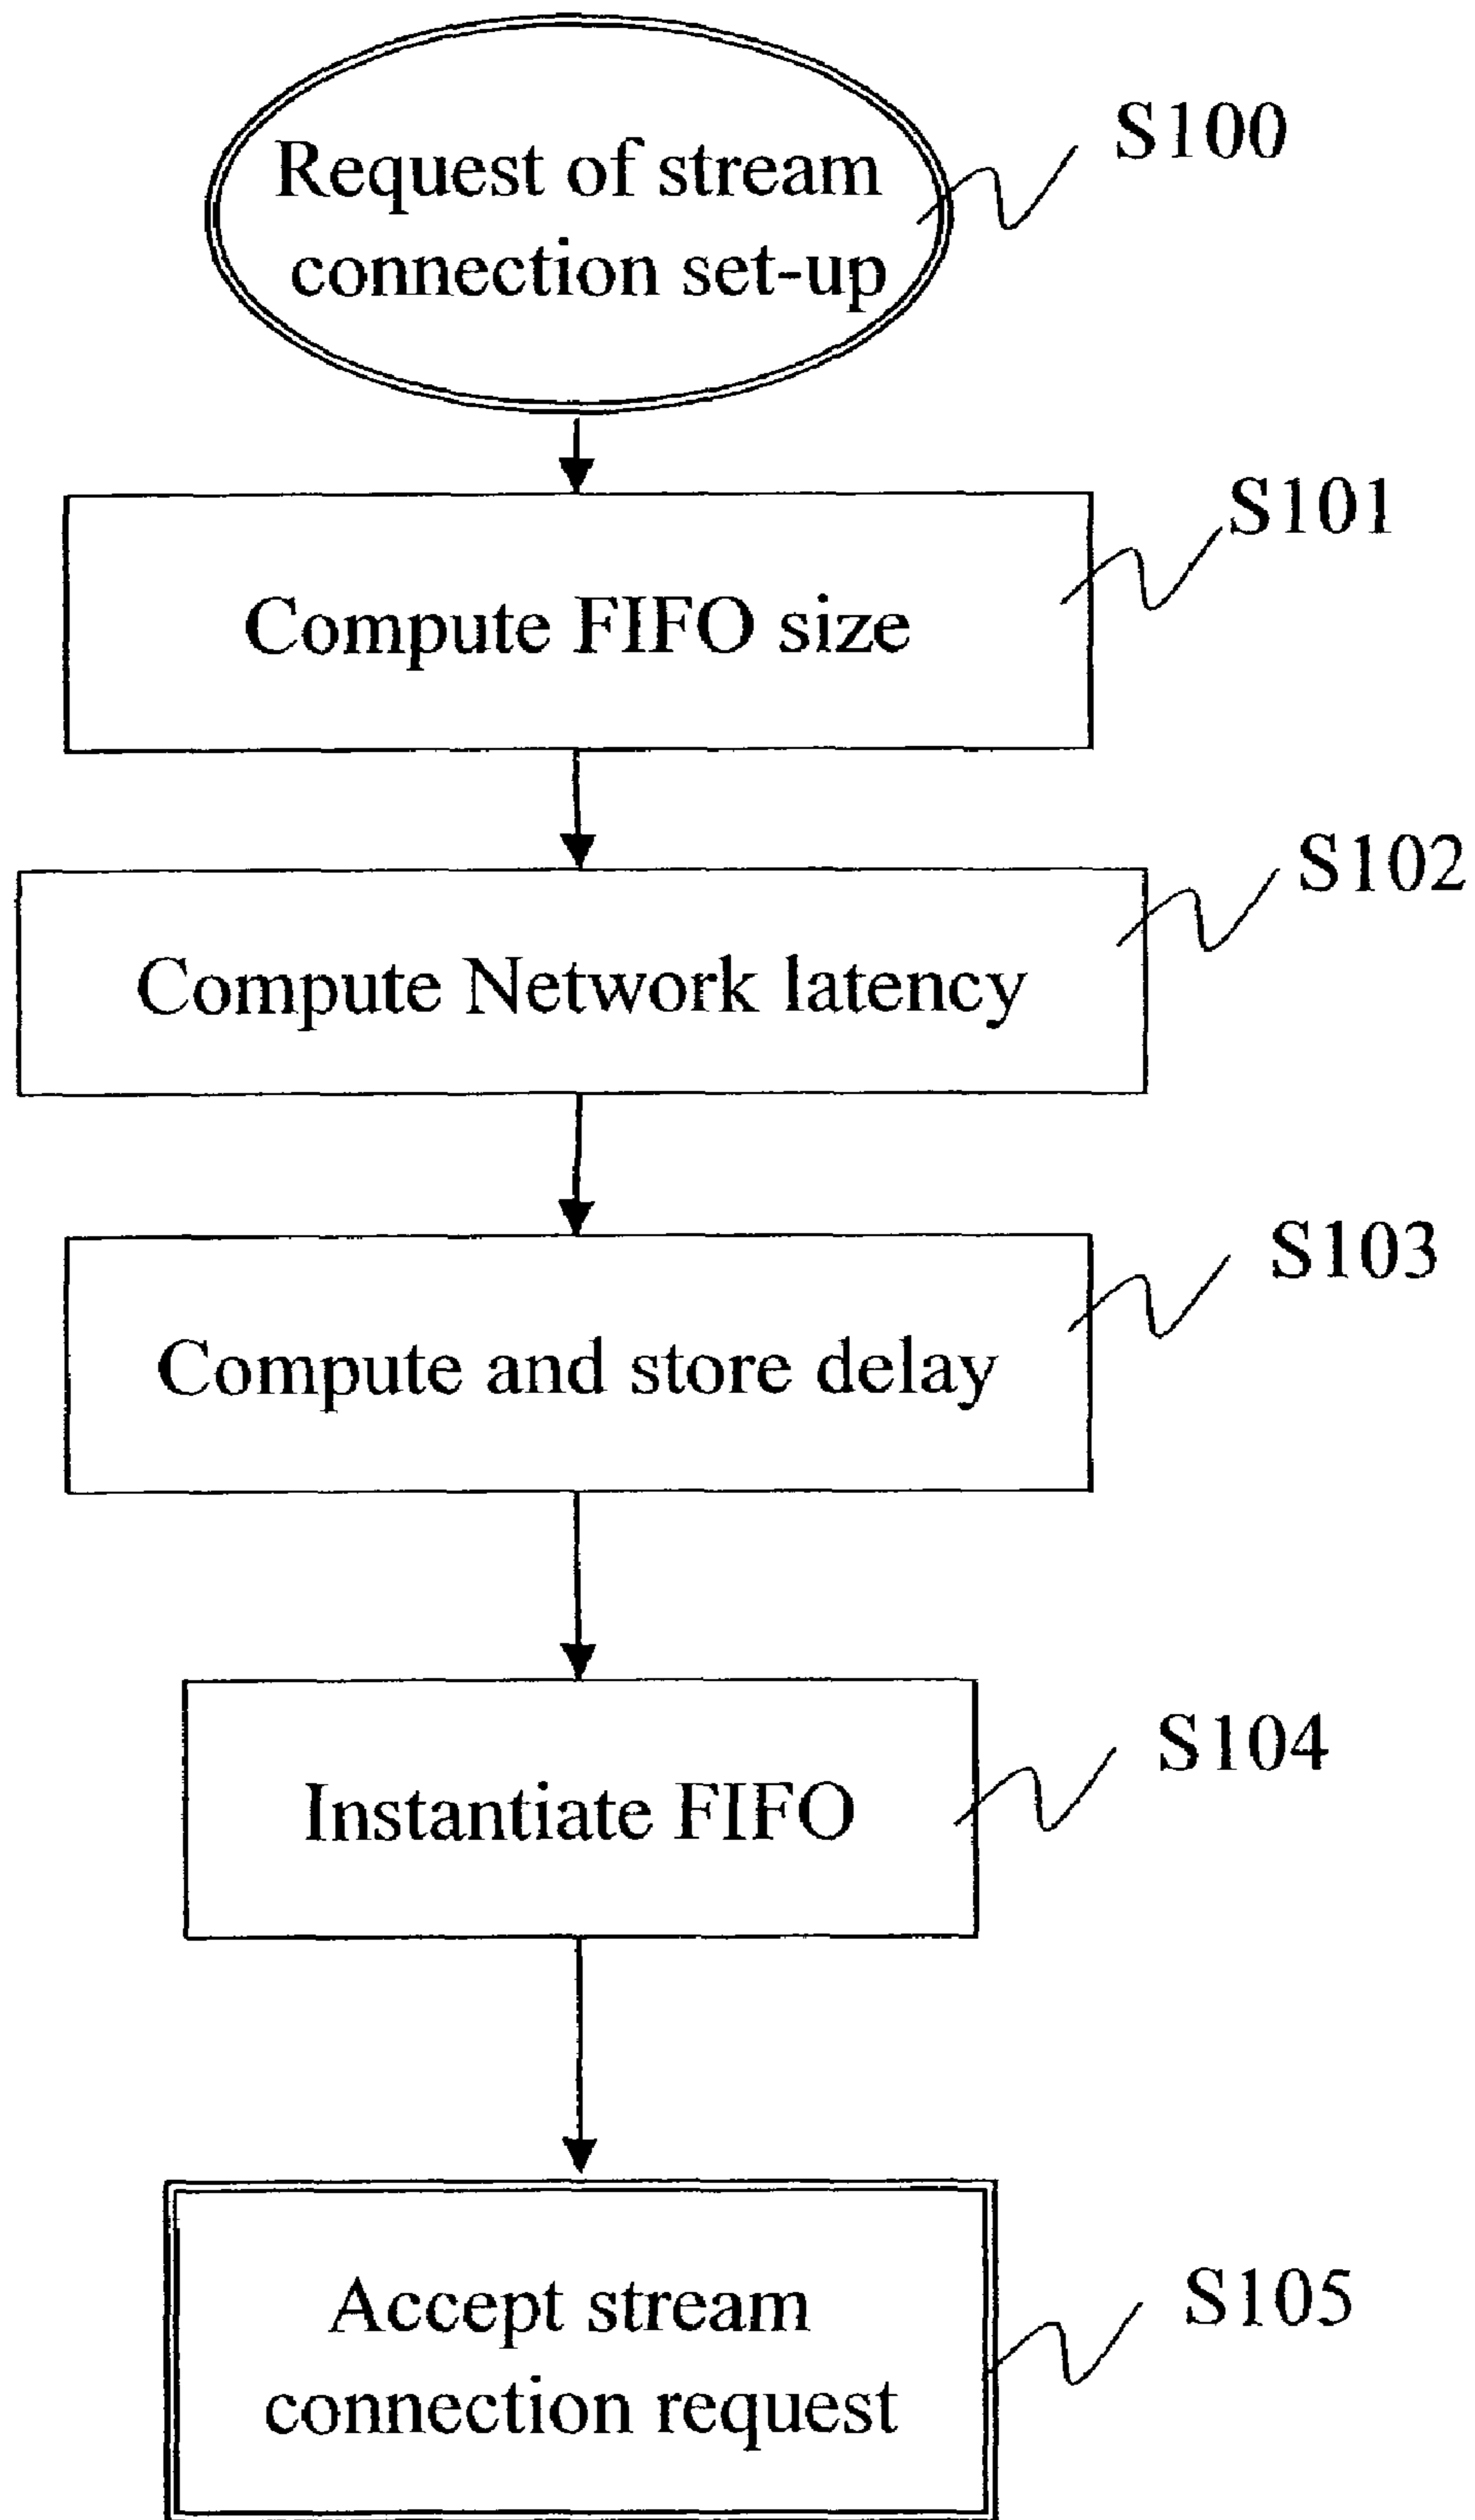 Request of stream
connection set-up
S100
Compute FIFO size
S101
Compute Network latency
S102
Compute and store delay
S103
Instantiate FIFO
S104
Accept stream
connection request
S105